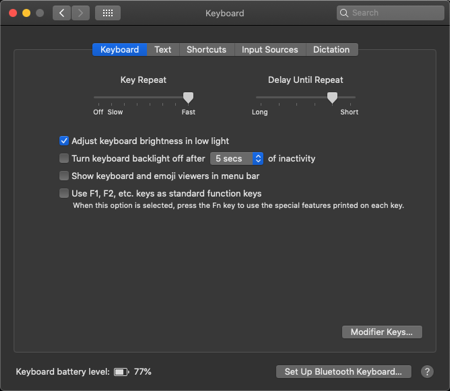 Keyboard
Search
Keyboard Text Shortcuts Input Sources Dictation
Key Repeat Delay Until Repeat
Off Slow Fast Long Short
Adjust keyboard brightness in low light
Turn keyboard backlight off after 5 secs of inactivity
Show keyboard and emoji viewers in menu bar
Use F1, F2, etc. keys as standard function keys
When this option is selected, press the Fn key to use the special features printed on each key.
Modifier Keys...
Keyboard battery level: 77% Set Up Bluetooth Keyboard... ?